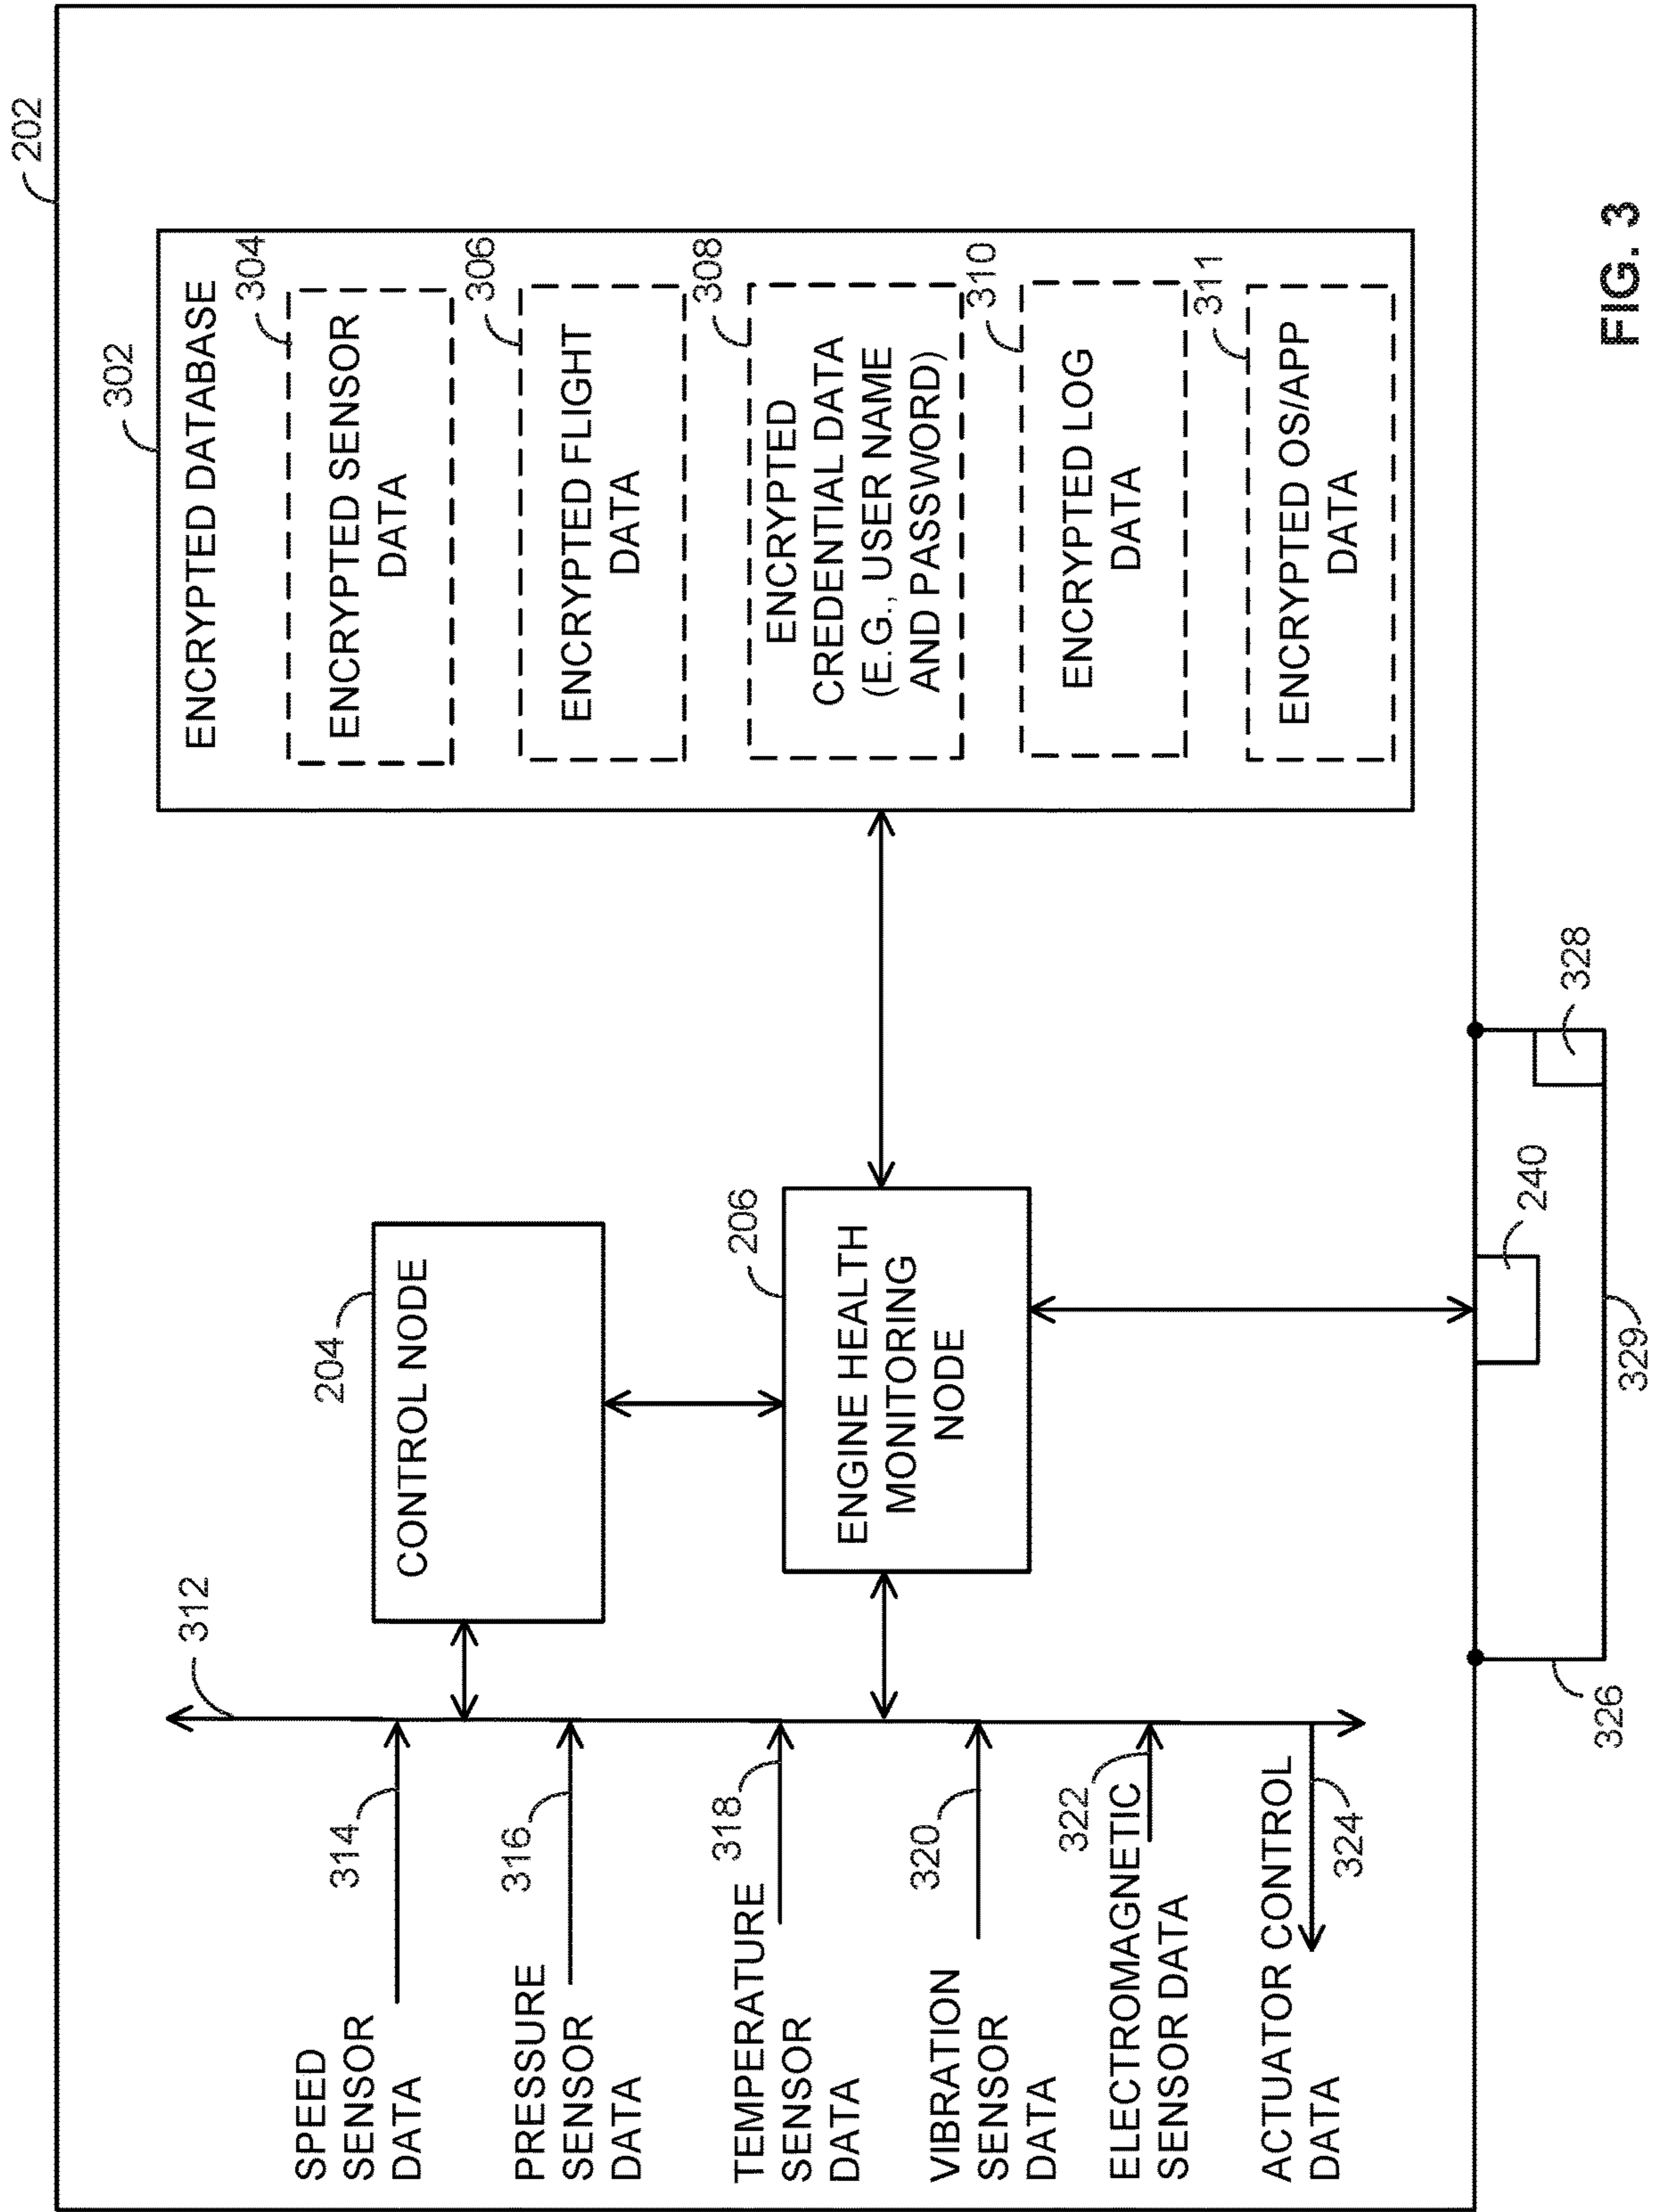 202
302
ENCRYPTED DATABASE
304
ENCRYPTED SENSOR
DATA
306
ENCRYPTED FLIGHT
DATA
308
ENCRYPTED
CREDENTIAL DATA
(E.G., USER NAME
AND PASSWORD)
310
ENCRYPTED LOG
DATA
311
ENCRYPTED OS/APP
DATA
204
CONTROL NODE
206
ENGINE HEALTH
MONITORING
NODE
312
SPEED
SENSOR
DATA
314
PRESSURE
SENSOR
DATA
316
TEMPERATURE
SENSOR
DATA
318
VIBRATION
SENSOR
DATA
320
ELECTROMAGNETIC
SENSOR DATA
322
ACTUATOR CONTROL
DATA
324
326
240
328
329
FIG. 3